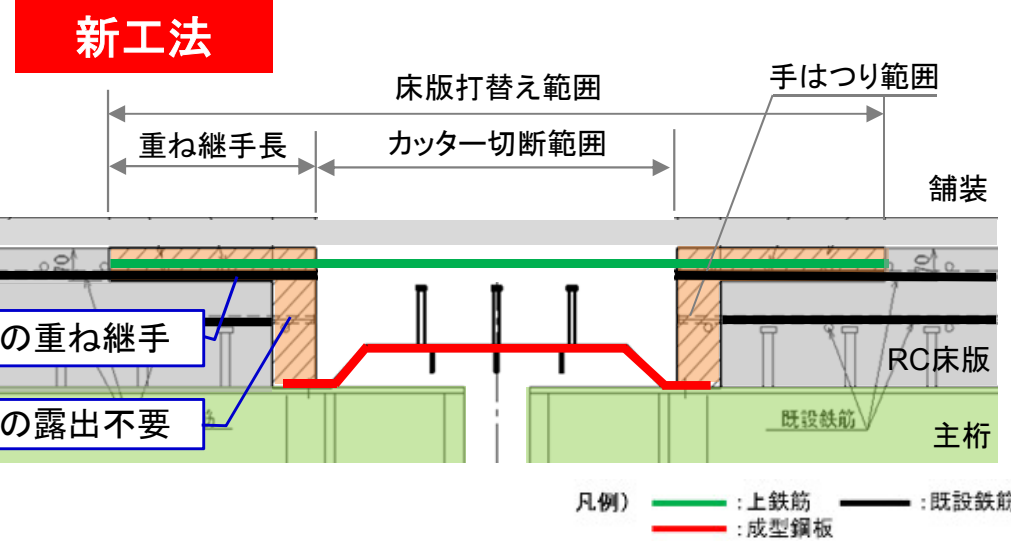 新工法
床版打替え範囲
手はつり範囲
重ね継手長
カッター切断範囲
舗装
70
70
の重ね継手
RC床版
の露出不要
筋
既設鉄筋
主桁
凡例)
:上鉄筋
:既設鉄筋
:成型鋼板